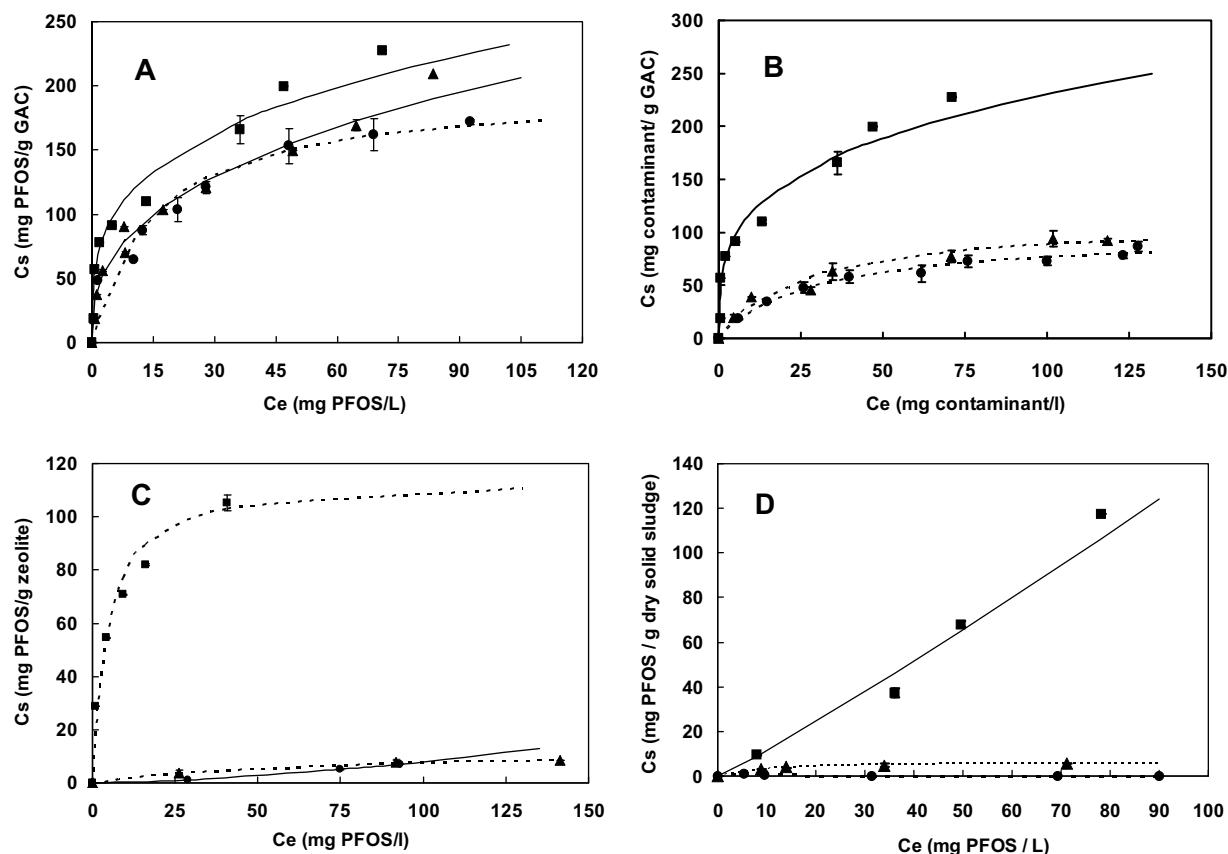 A
Cs (mg PFOS/g GAC)
250
200
150
100
50
0
0 15 30 45 60 75 90 105 120
Ce (mg PFOS/L)
B
Cs (mg contaminant/ g GAC)
300
250
200
150
100
50
0
0 25 50 75 100 125 150
Ce (mg contaminant/l)
C
Cs (mg PFOS/g zeolite)
120
100
80
60
40
20
0
0 25 50 75 100 125 150
Ce (mg PFOS/l)
D
Cs (mg PFOS / g dry solid sludge)
140
120
100
80
60
40
20
0
0 10 20 30 40 50 60 70 80 90 100
Ce (mg PFOS / L)